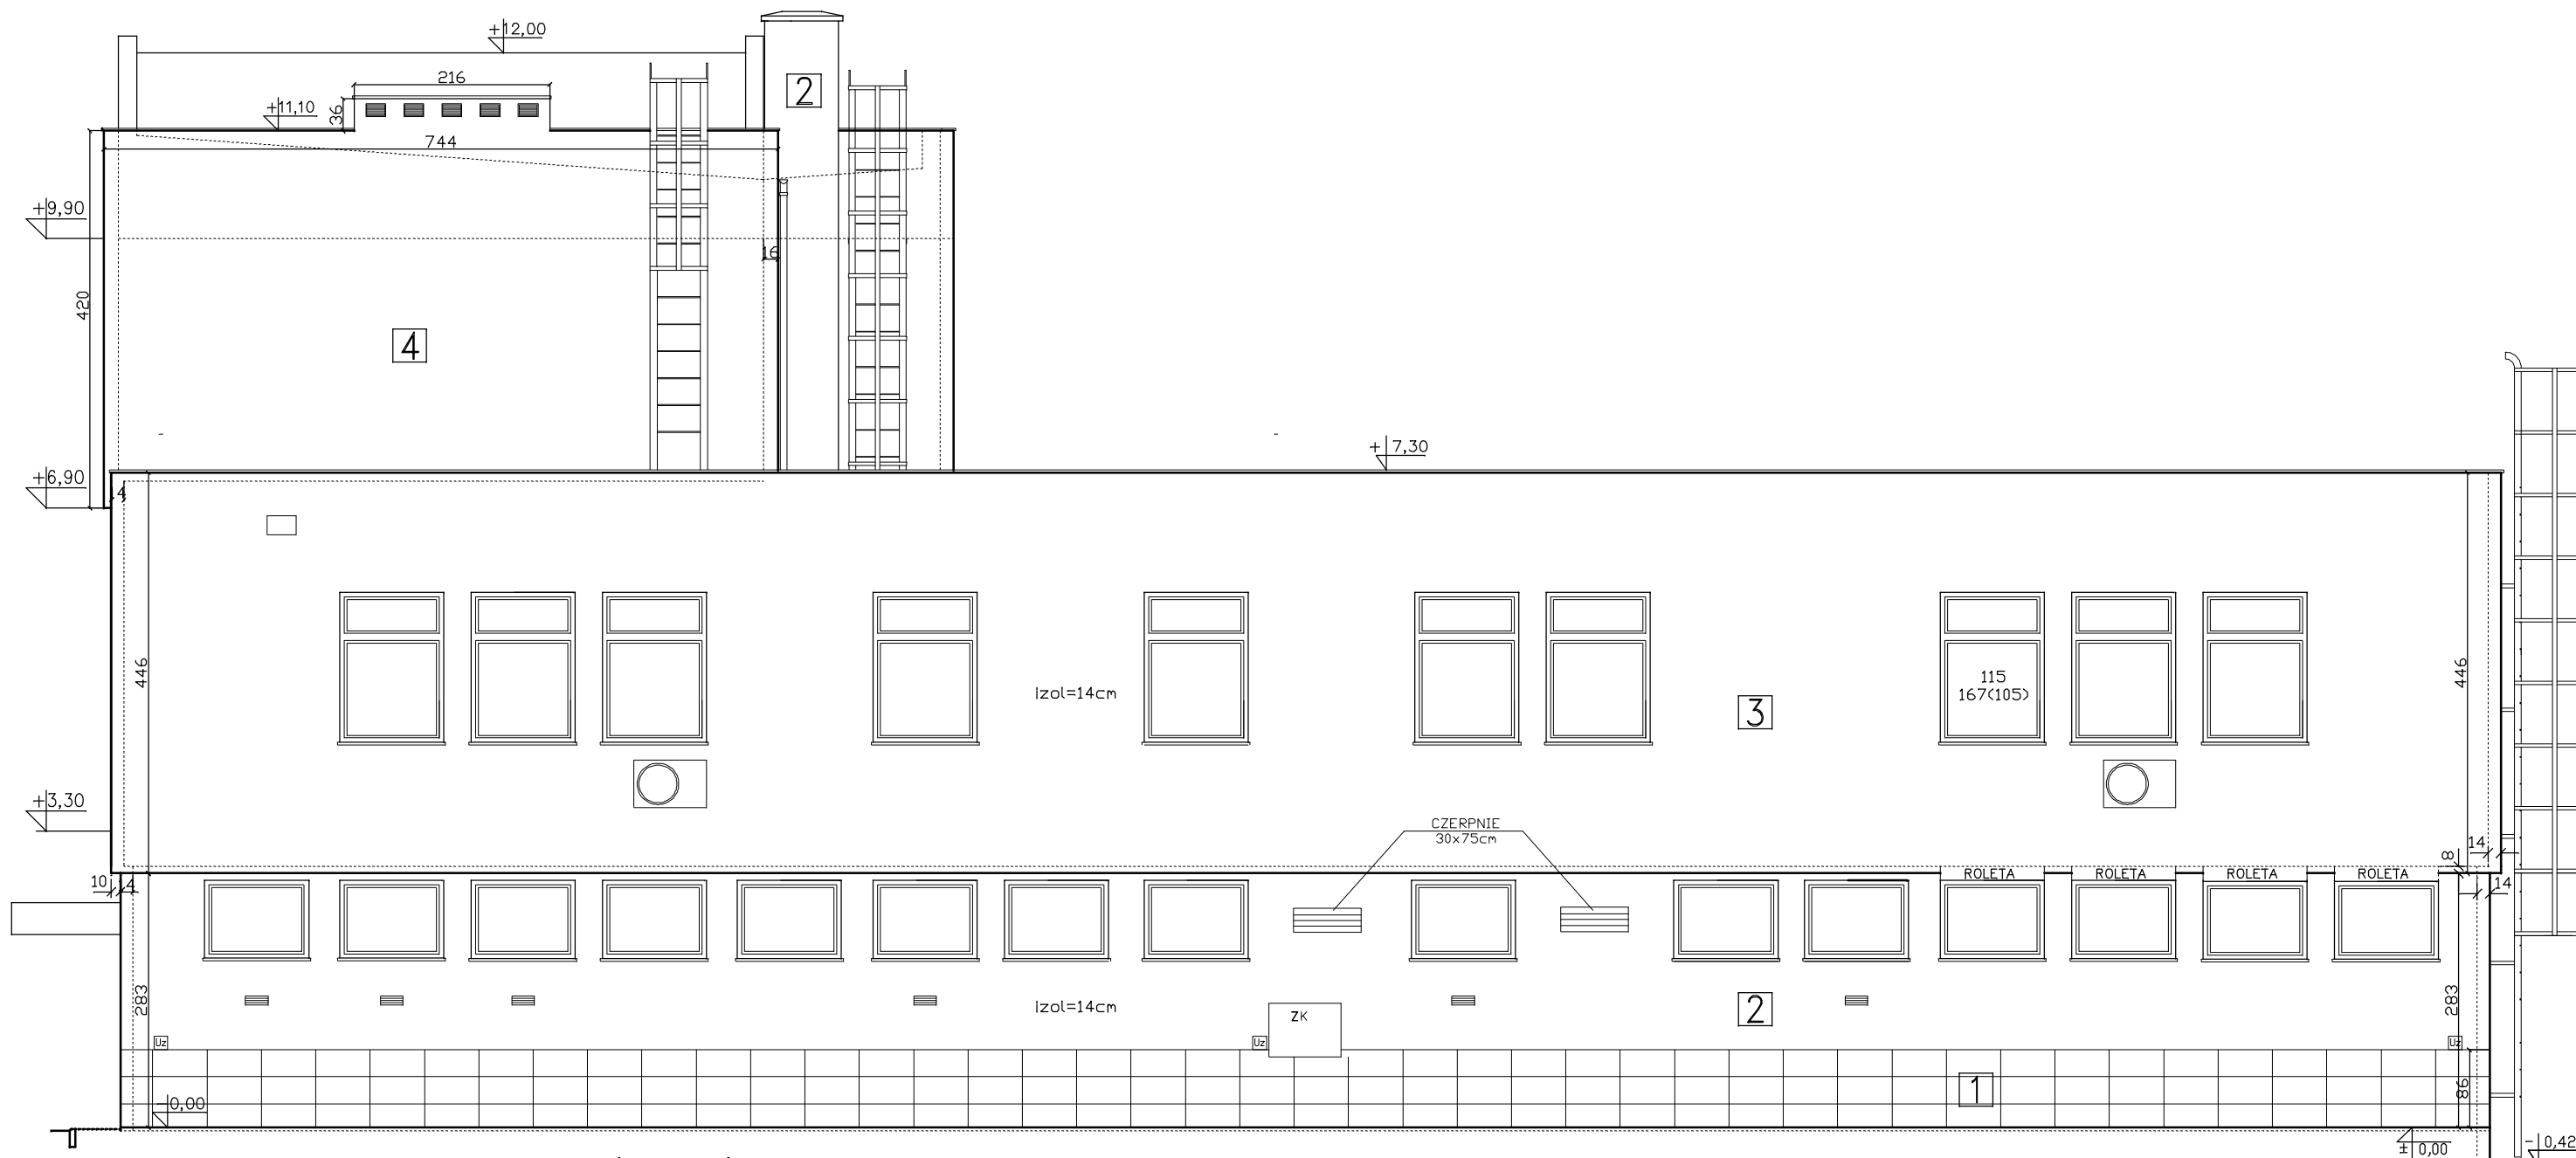 +12,00
216
2
36
+11,10
744
+9,90
16
420
4
+ 7,30
+6,90
4
446
115
167(105)
446
Izol=14cm
3
+3,30
CZERPNIE
30x75cm
14
8
ROLETA
ROLETA
ROLETA
ROLETA
10
4
14
283
Izol=14cm
2
283
ZK
Uz
Uz
Uz
1
86
-0,00
± 0,00
- 0,42